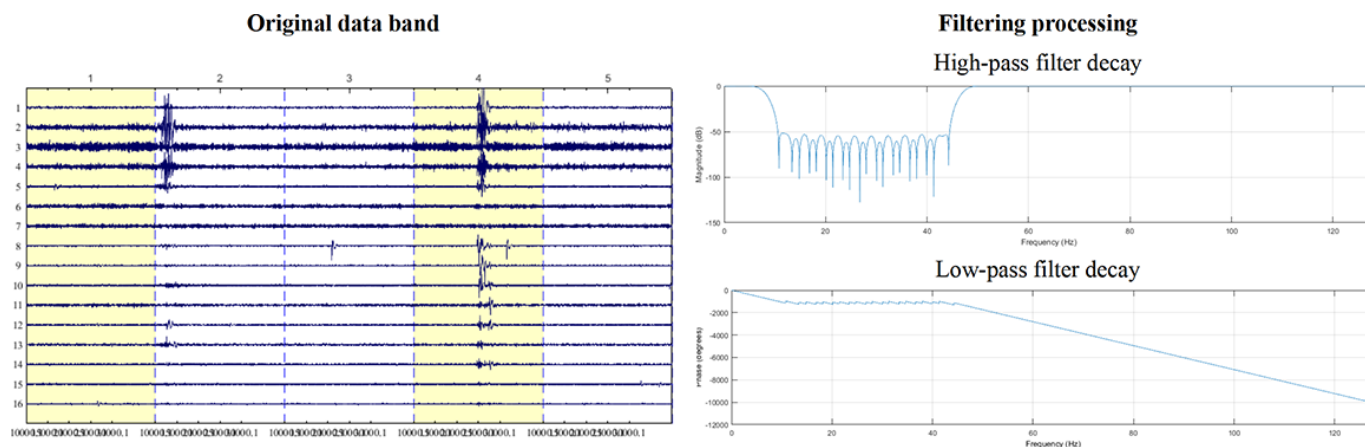 Original data band
1 2 3 4 5
1
2
3
4
5
6
7
8
9
10
11
12
13
14
15
16
Filtering processing
High-pass filter decay
Magnitude (dB)
0
-50
-100
-150
0 20 40 60 80 100 120
Frequency (Hz)
Low-pass filter decay
Phase (degrees)
0
-2000
-4000
-6000
-8000
-10000
-12000
0 20 40 60 80 100 120
Frequency (Hz)